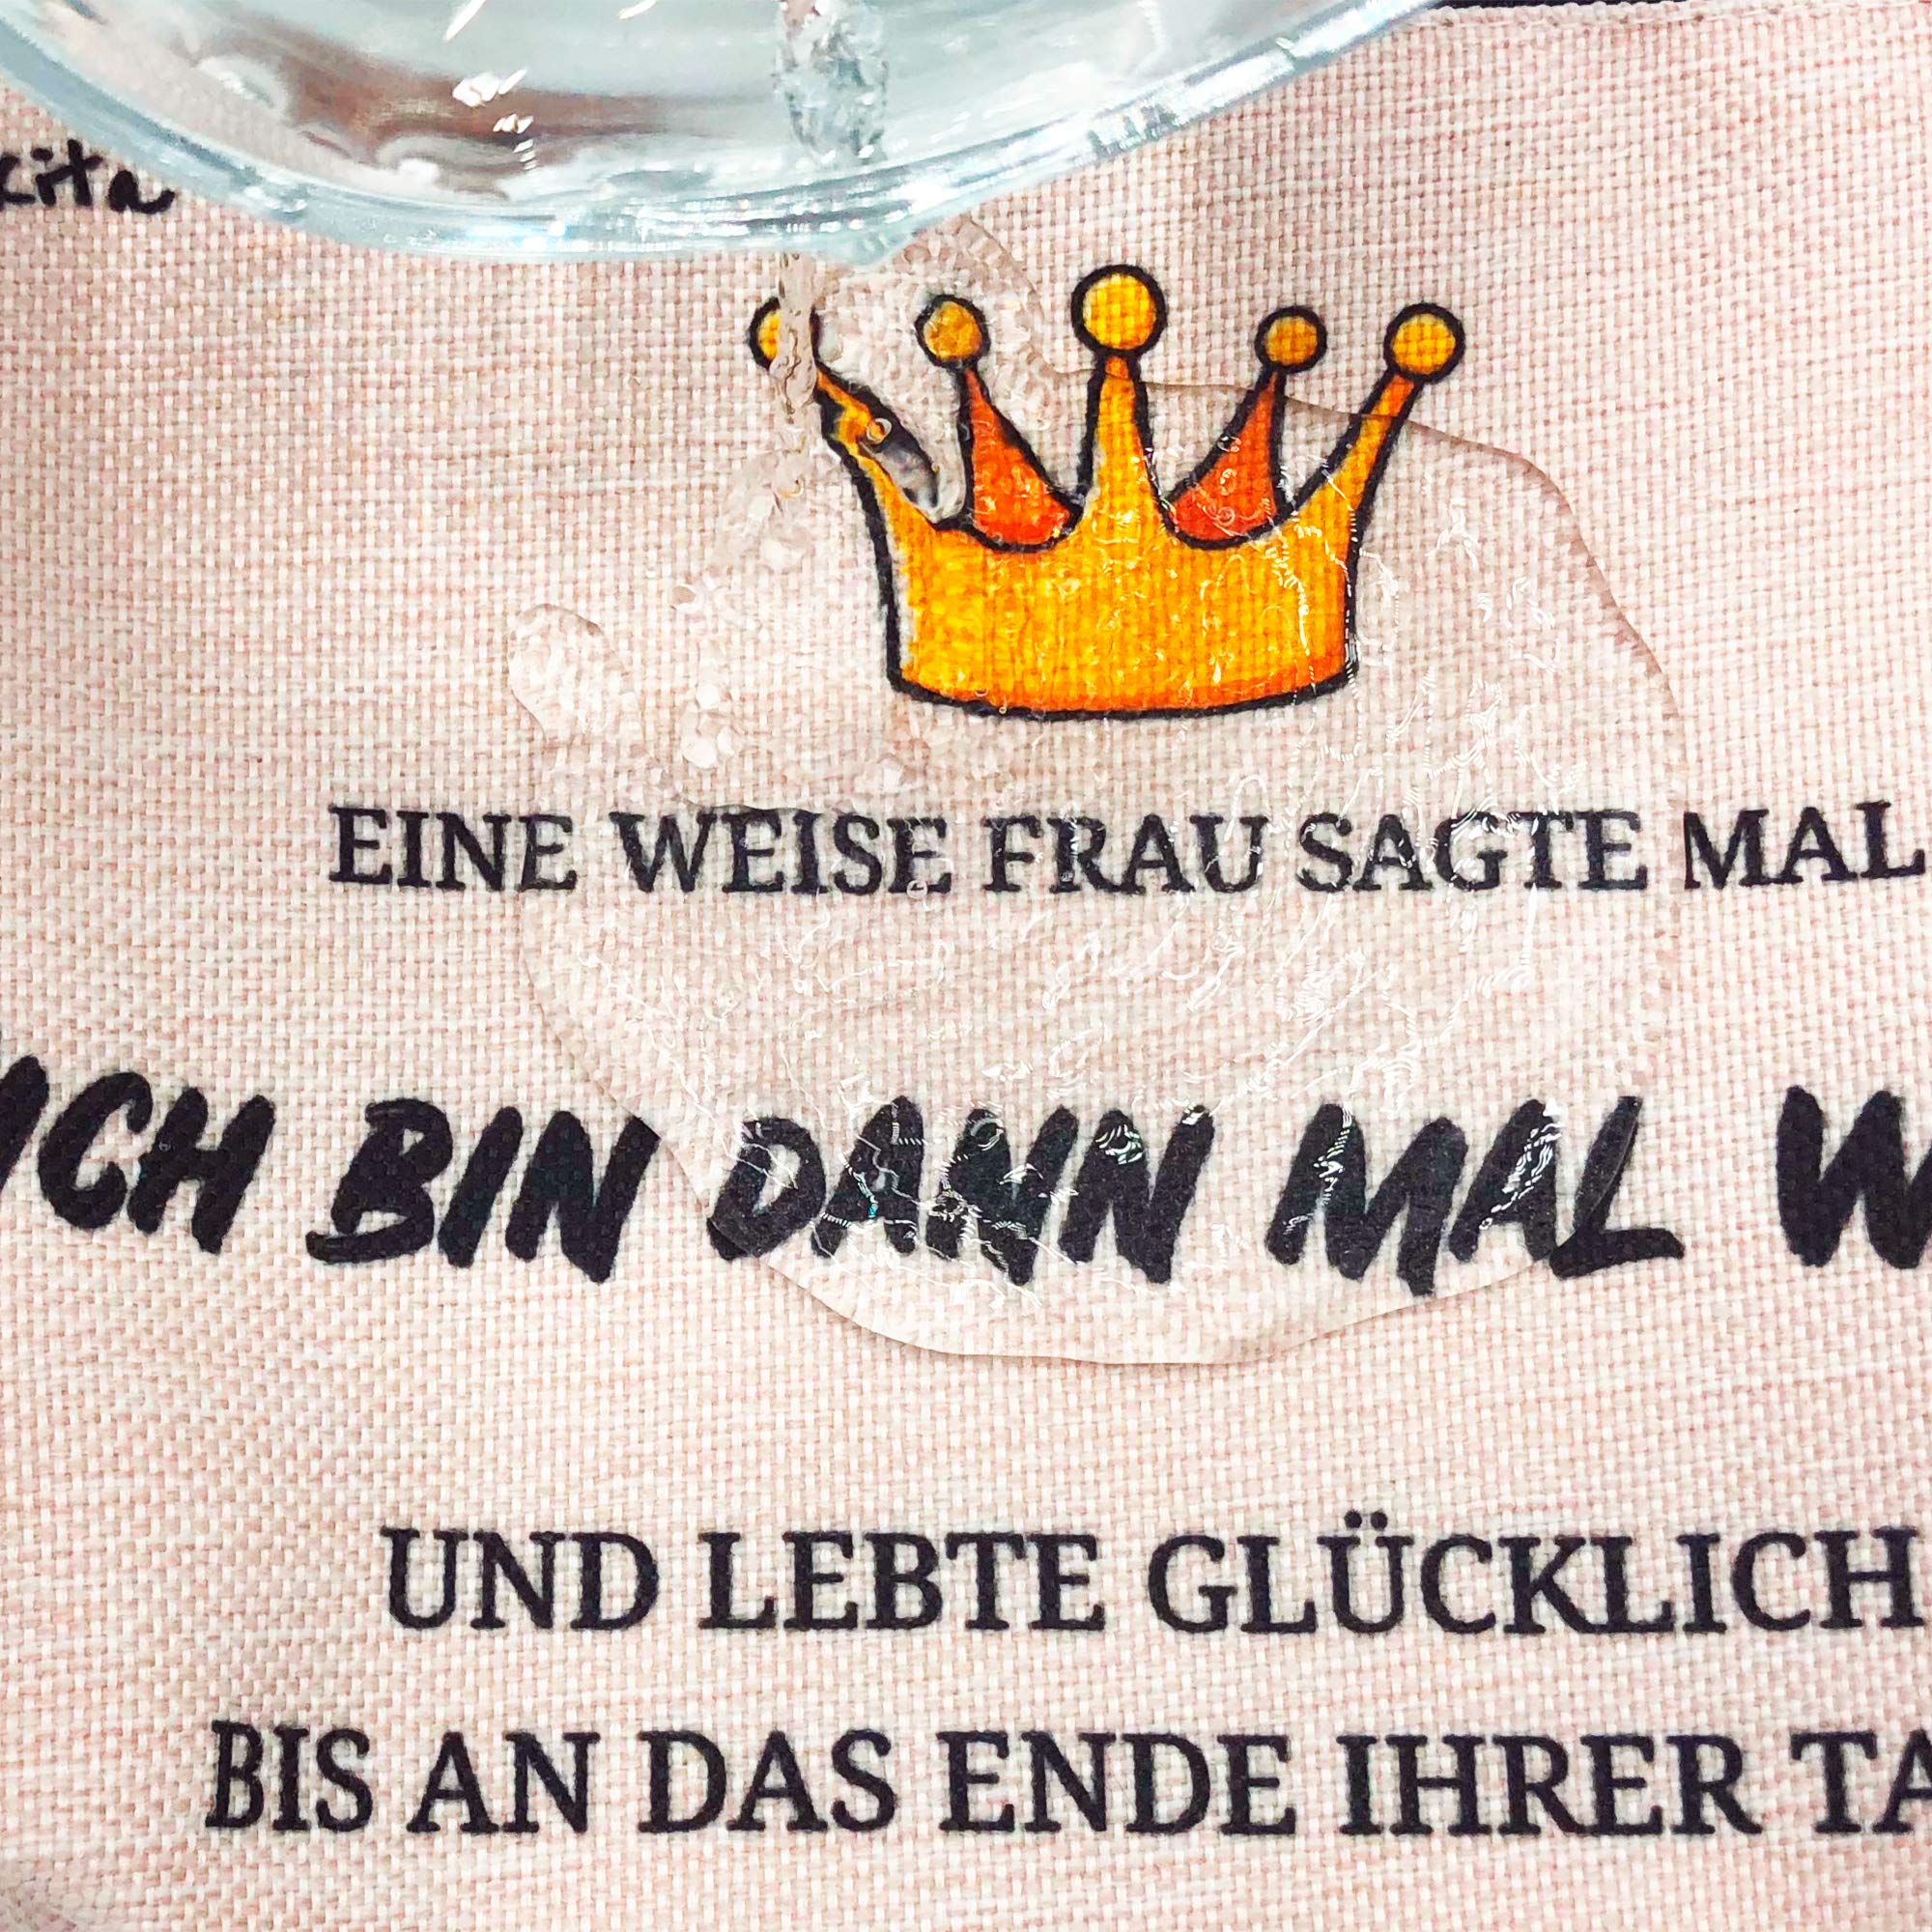 EINE WEISE FRAU SAGTE MAL
ICH BIN DANN MAL
UND LEBTE GLÜCKLICH
BIS AN DAS ENDE IHRER